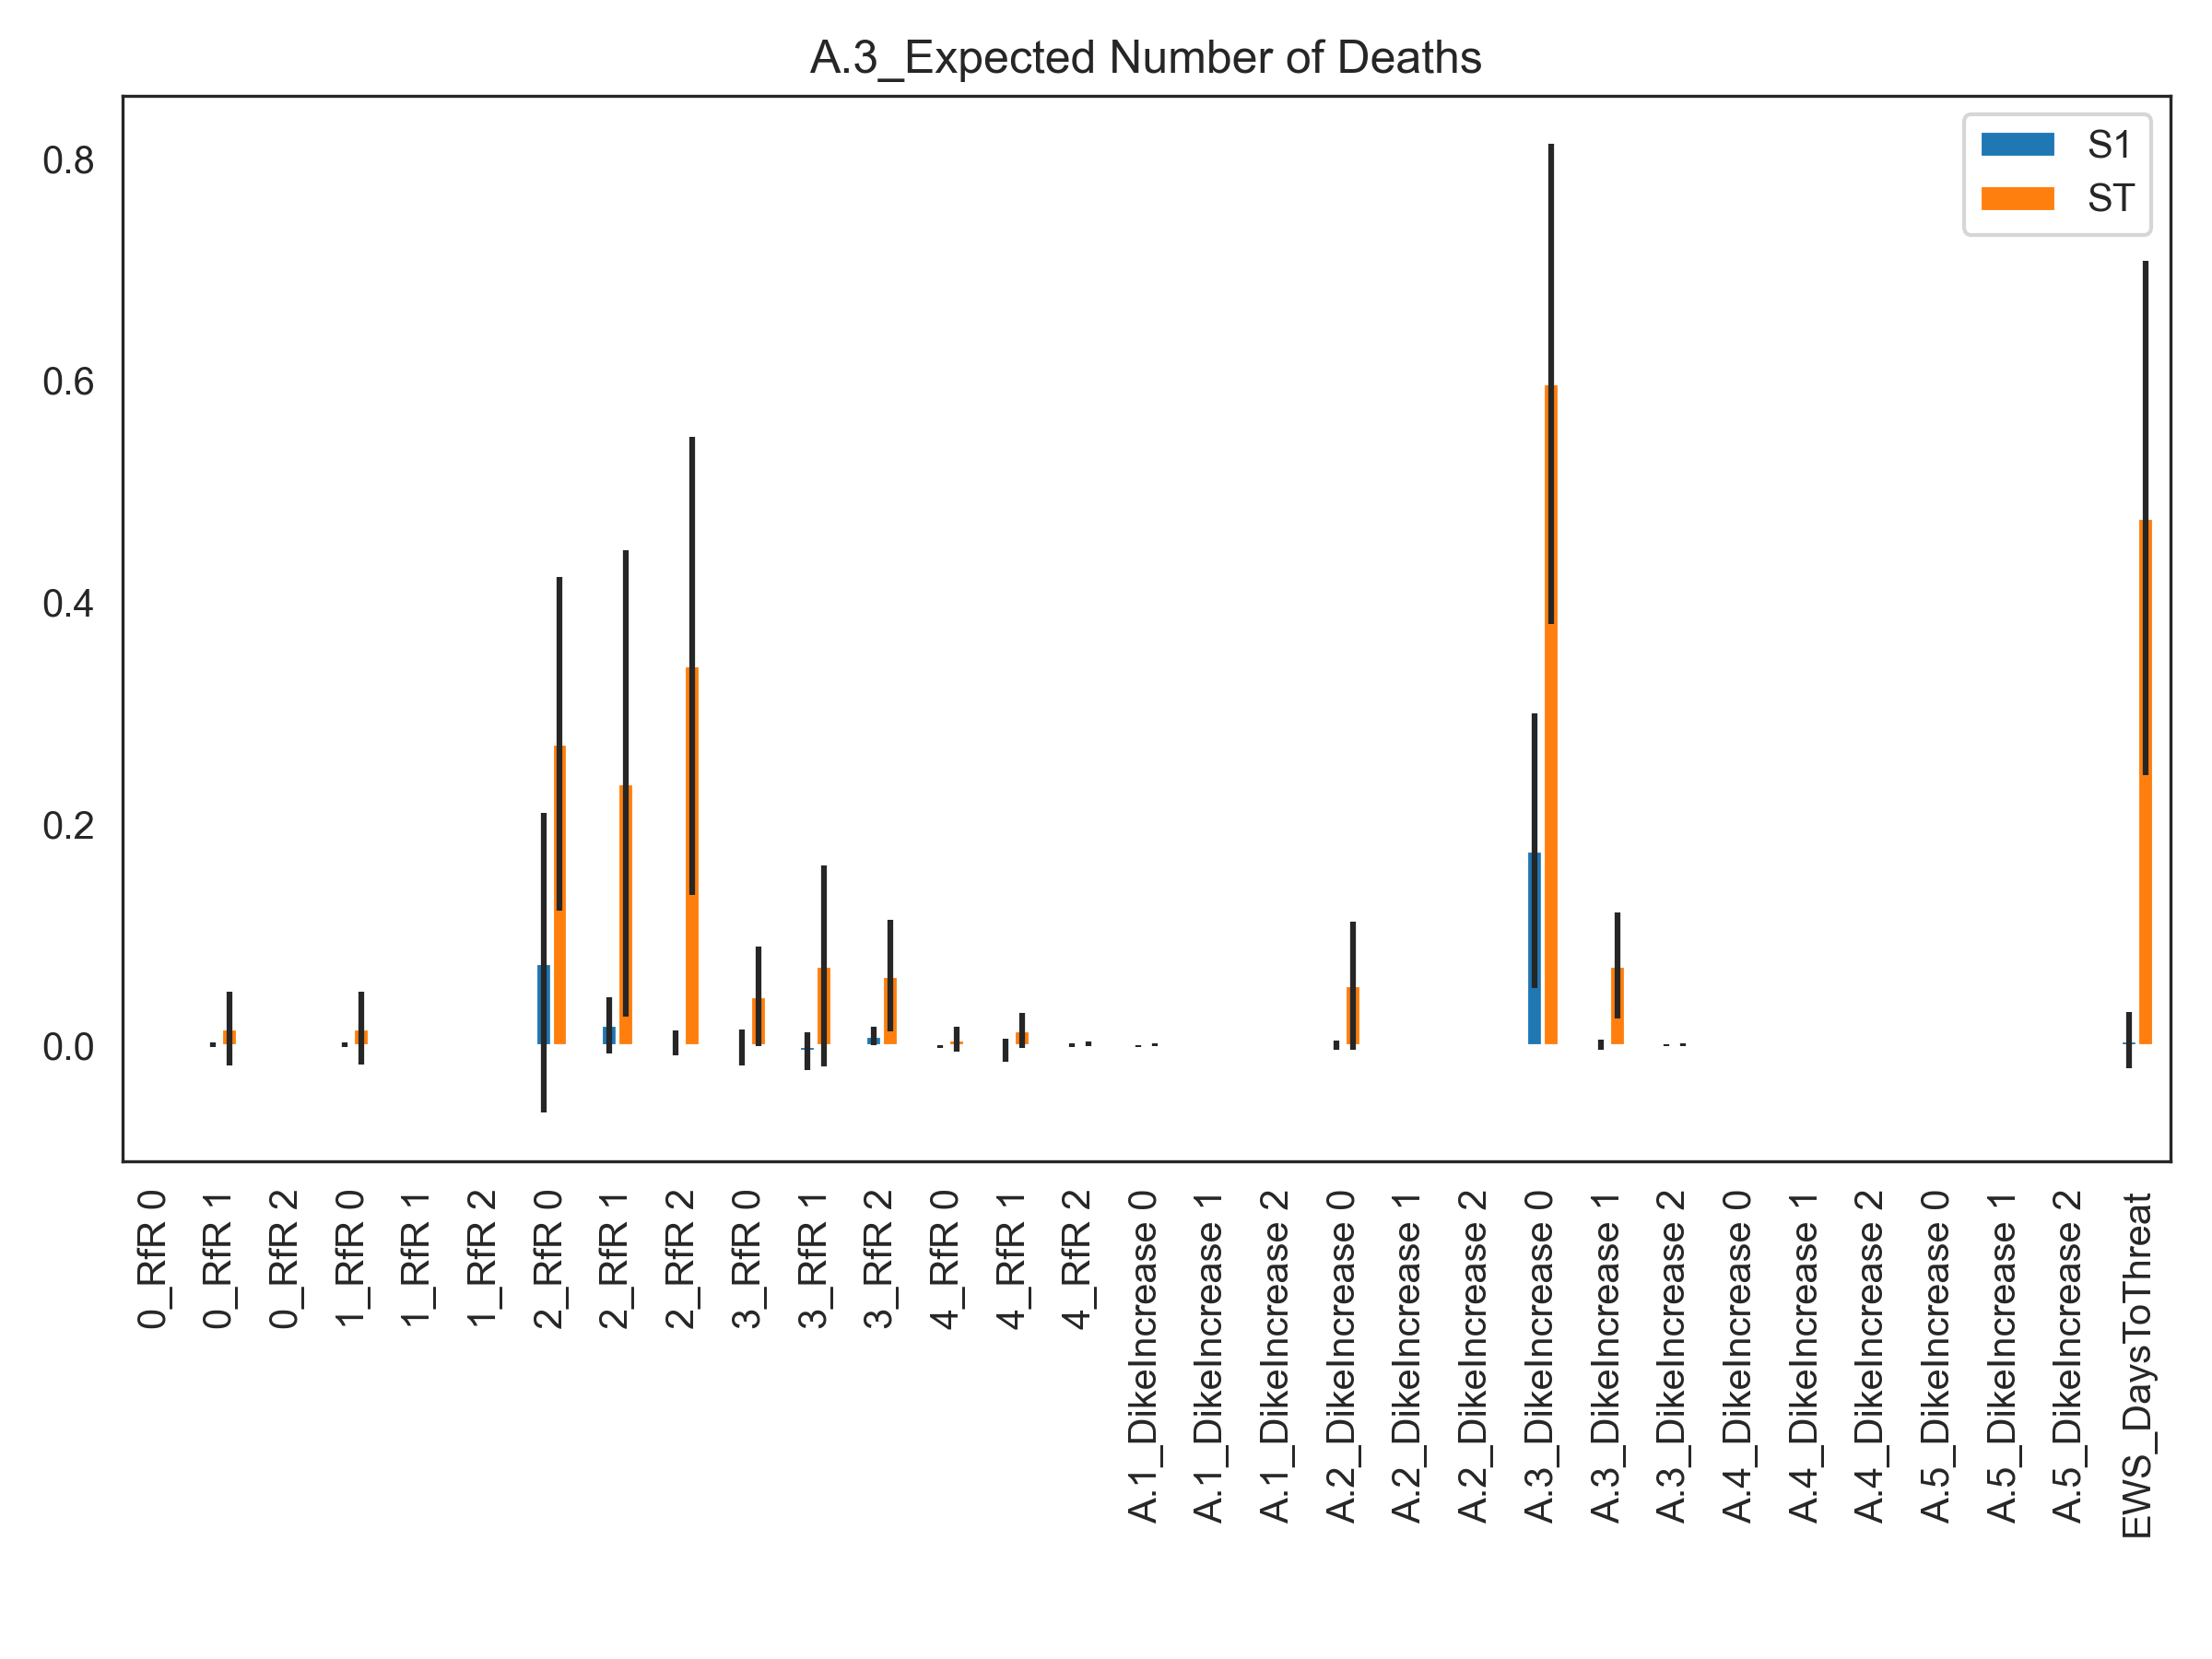 A.3_Expected Number of Deaths
S1
ST
0.8
0.6
0.4
0.2
0.0
0_RfR 0
0_RfR 1
0_RfR 2
1_RfR 0
1_RfR 1
1_RfR 2
2_RfR 0
2_RfR 1
2_RfR 2
3_RfR 0
3_RfR 1
3_RfR 2
4_RfR 0
4_RfR 1
4_RfR 2
A.1_DikeIncrease 0
A.1_DikeIncrease 1
A.1_DikeIncrease 2
A.2_DikeIncrease 0
A.2_DikeIncrease 1
A.2_DikeIncrease 2
A.3_DikeIncrease 0
A.3_DikeIncrease 1
A.3_DikeIncrease 2
A.4_DikeIncrease 0
A.4_DikeIncrease 1
A.4_DikeIncrease 2
A.5_DikeIncrease 0
A.5_DikeIncrease 1
A.5_DikeIncrease 2
EWS_DaysToThreat